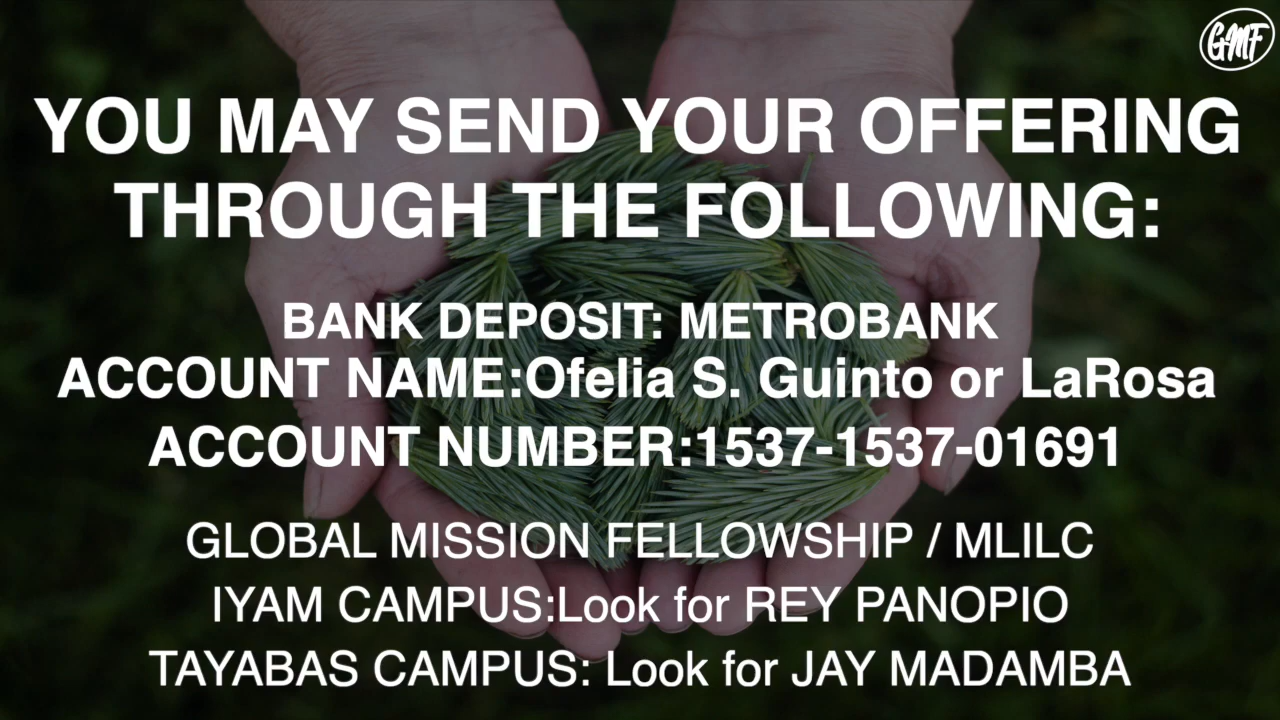 GMF
YOU MAY SEND YOUR OFFERING
THROUGH THE FOLLOWING:
BANK DEPOSIT: METROBANK
ACCOUNT NAME:Ofelia S. Guinto or LaRosa
ACCOUNT NUMBER:1537-1537-01691
GLOBAL MISSION FELLOWSHIP / MLILC
IYAM CAMPUS:Look for REY PANOPIO
TAYABAS CAMPUS: Look for JAY MADAMBA